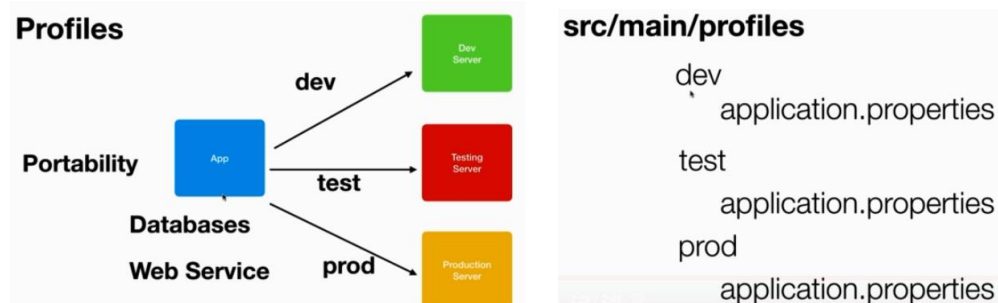 Profiles
Dev
Server
dev
Portability
App
Testing
Server
test
Databases
Web Service
prod
Production
Server
src/main/profiles
dev
application.properties
test
application.properties
prod
application.properties